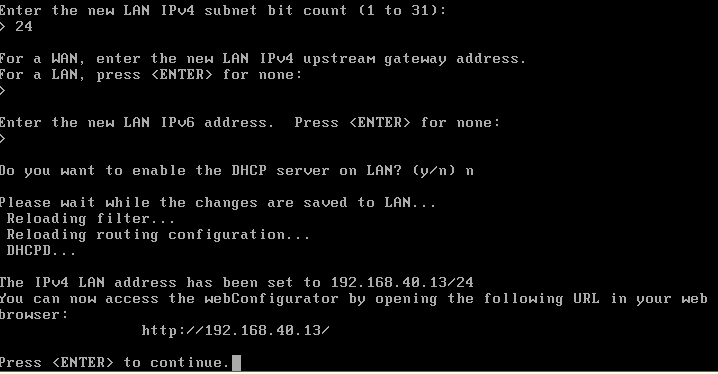 Enter the new LAN IPv4 subnet bit count (1 to 31):
> 24
For a WAN, enter the new LAN IPv4 upstream gateway address.
For a LAN, press <ENTER> for none:
>
Enter the new LAN IPv6 address.  Press <ENTER> for none:
>
Do you want to enable the DHCP server on LAN? (y/n) n
Please wait while the changes are saved to LAN...
 Reloading filter...
 Reloading routing configuration...
 DHCPD...
The IPv4 LAN address has been set to 192.168.40.13/24
You can now access the webConfigurator by opening the following URL in your web
browser:
                http://192.168.40.13/
Press <ENTER> to continue.